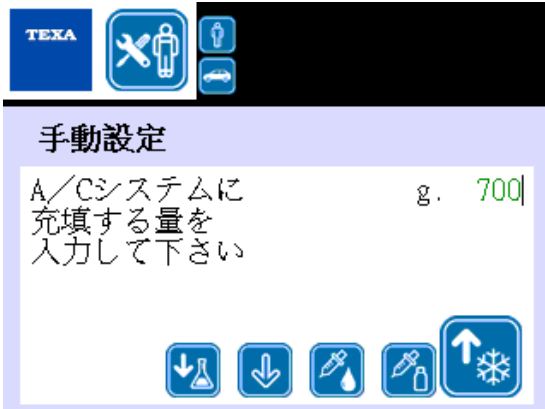 TEXA
手動設定
A/Cシステムに
g. 700
充填する量を
入力して下さい